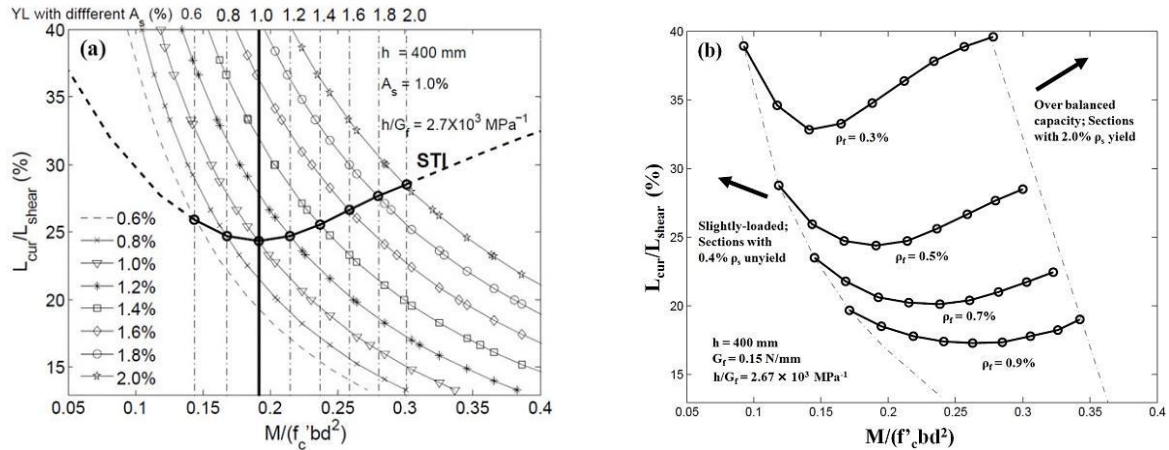 YL with diffferent A_s (%) 0.6 0.8 1.0 1.2 1.4 1.6 1.8 2.0
(a)
h = 400 mm
A_s = 1.0%
h/G_f = 2.7X10³ MPa⁻¹
STI
0.6%
0.8%
1.0%
1.2%
1.4%
1.6%
1.8%
2.0%
40
35
30
25
20
15
L_cur/L_shear (%)
0.05 0.1 0.15 0.2 0.25 0.3 0.35 0.4
M/(f_c'bd²)
(b)
40
35
30
25
20
15
L_cur/L_shear (%)
Over balanced
capacity; Sections
with 2.0% ρ_s yield
ρ_f = 0.3%
Slightly-loaded;
Sections with
0.4% ρ_s unyield
ρ_f = 0.5%
ρ_f = 0.7%
ρ_f = 0.9%
h = 400 mm
G_f = 0.15 N/mm
h/G_f = 2.67 × 10³ MPa⁻¹
0.05 0.1 0.15 0.2 0.25 0.3 0.35 0.4
M/(f'_c bd²)